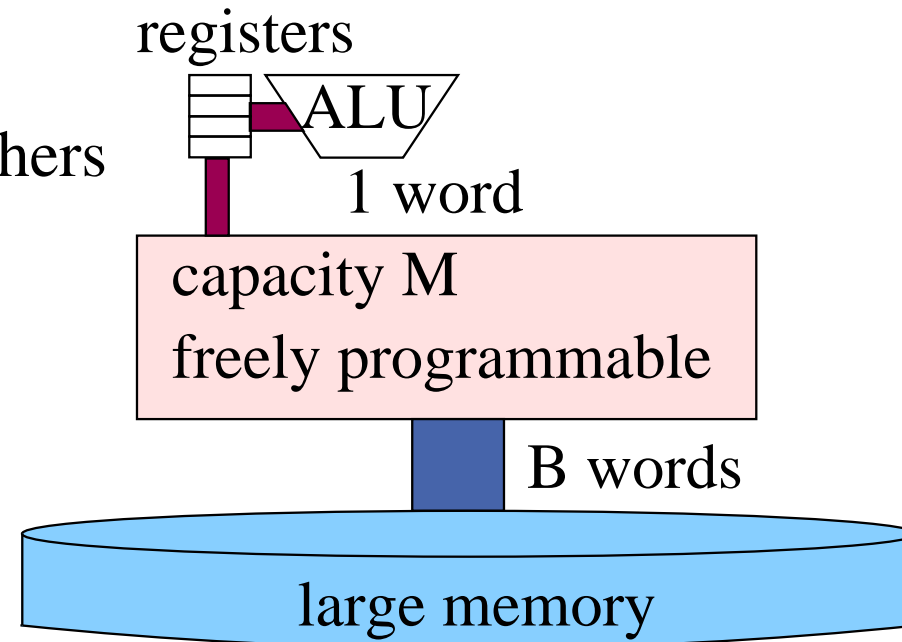 registers
ALU
hers
1 word
capacity M
freely programmable
B words
large memory